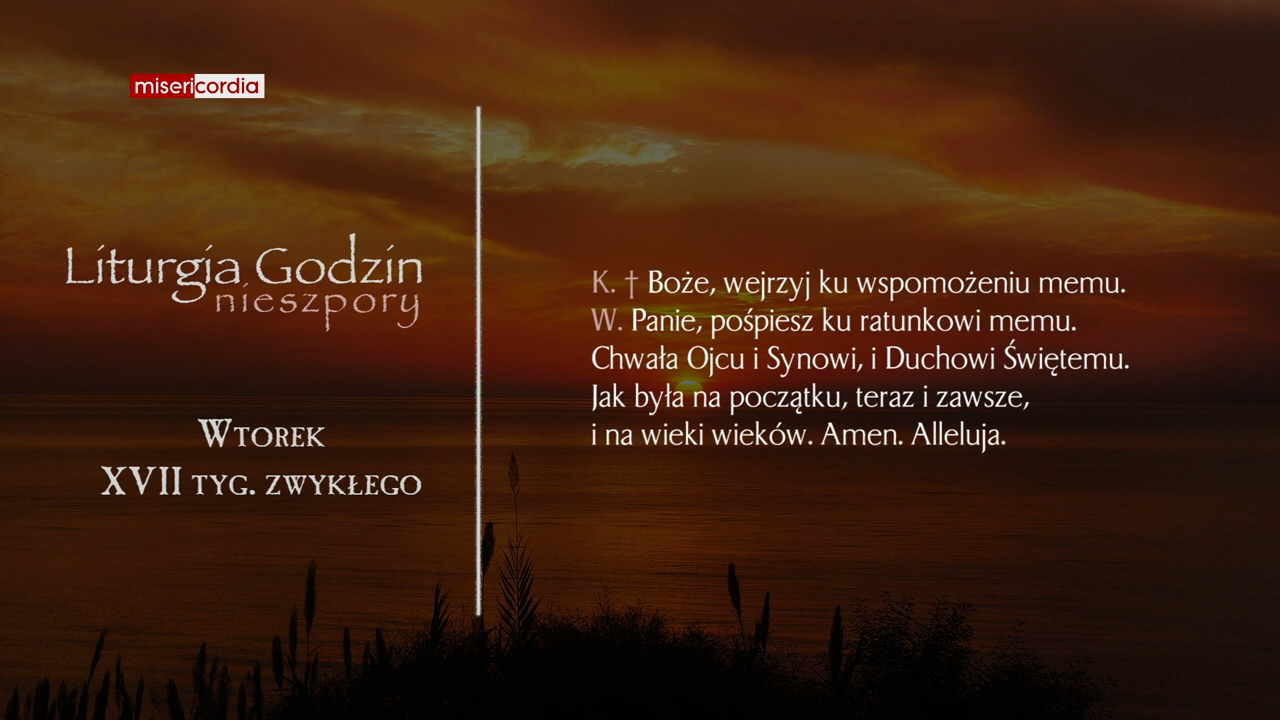 misericordia
Liturgia Godzin
nieszpory
Wtorek
XVII tyg. zwykłego
K. † Boże, wejrzyj ku wspomożeniu memu.
W. Panie, pośpiesz ku ratunkowi memu.
Chwała Ojcu i Synowi, i Duchowi Świętemu.
Jak była na początku, teraz i zawsze,
i na wieki wieków. Amen. Alleluja.